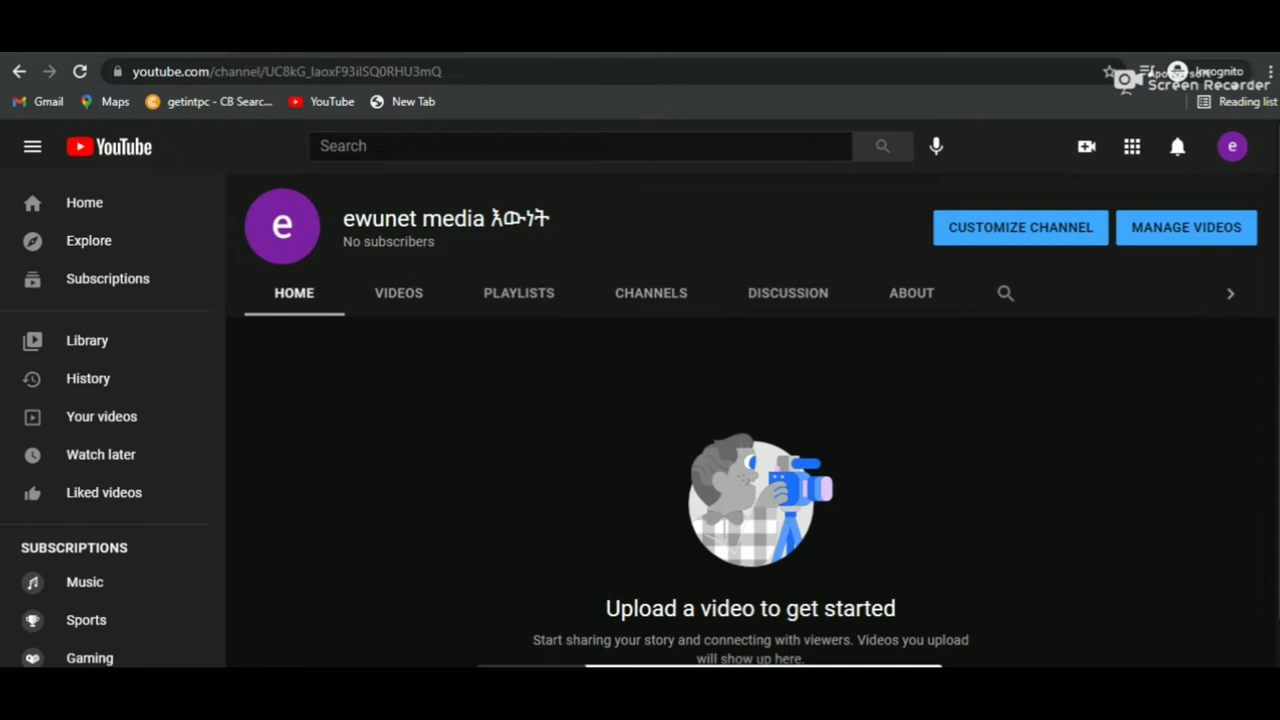 youtube.com/channel/UC8kG_IaoxF93iISQ0RHU3mQ
Incognito
Screen Recorder
Gmail
Maps
getintpc - CB Searc...
YouTube
New Tab
Reading list
YouTube
Search
e
Home
Explore
Subscriptions
Library
History
Your videos
Watch later
Liked videos
SUBSCRIPTIONS
Music
Sports
Gaming
e
ewunet media እውነት
No subscribers
CUSTOMIZE CHANNEL
MANAGE VIDEOS
HOME
VIDEOS
PLAYLISTS
CHANNELS
DISCUSSION
ABOUT
Upload a video to get started
Start sharing your story and connecting with viewers. Videos you upload
will show up here.